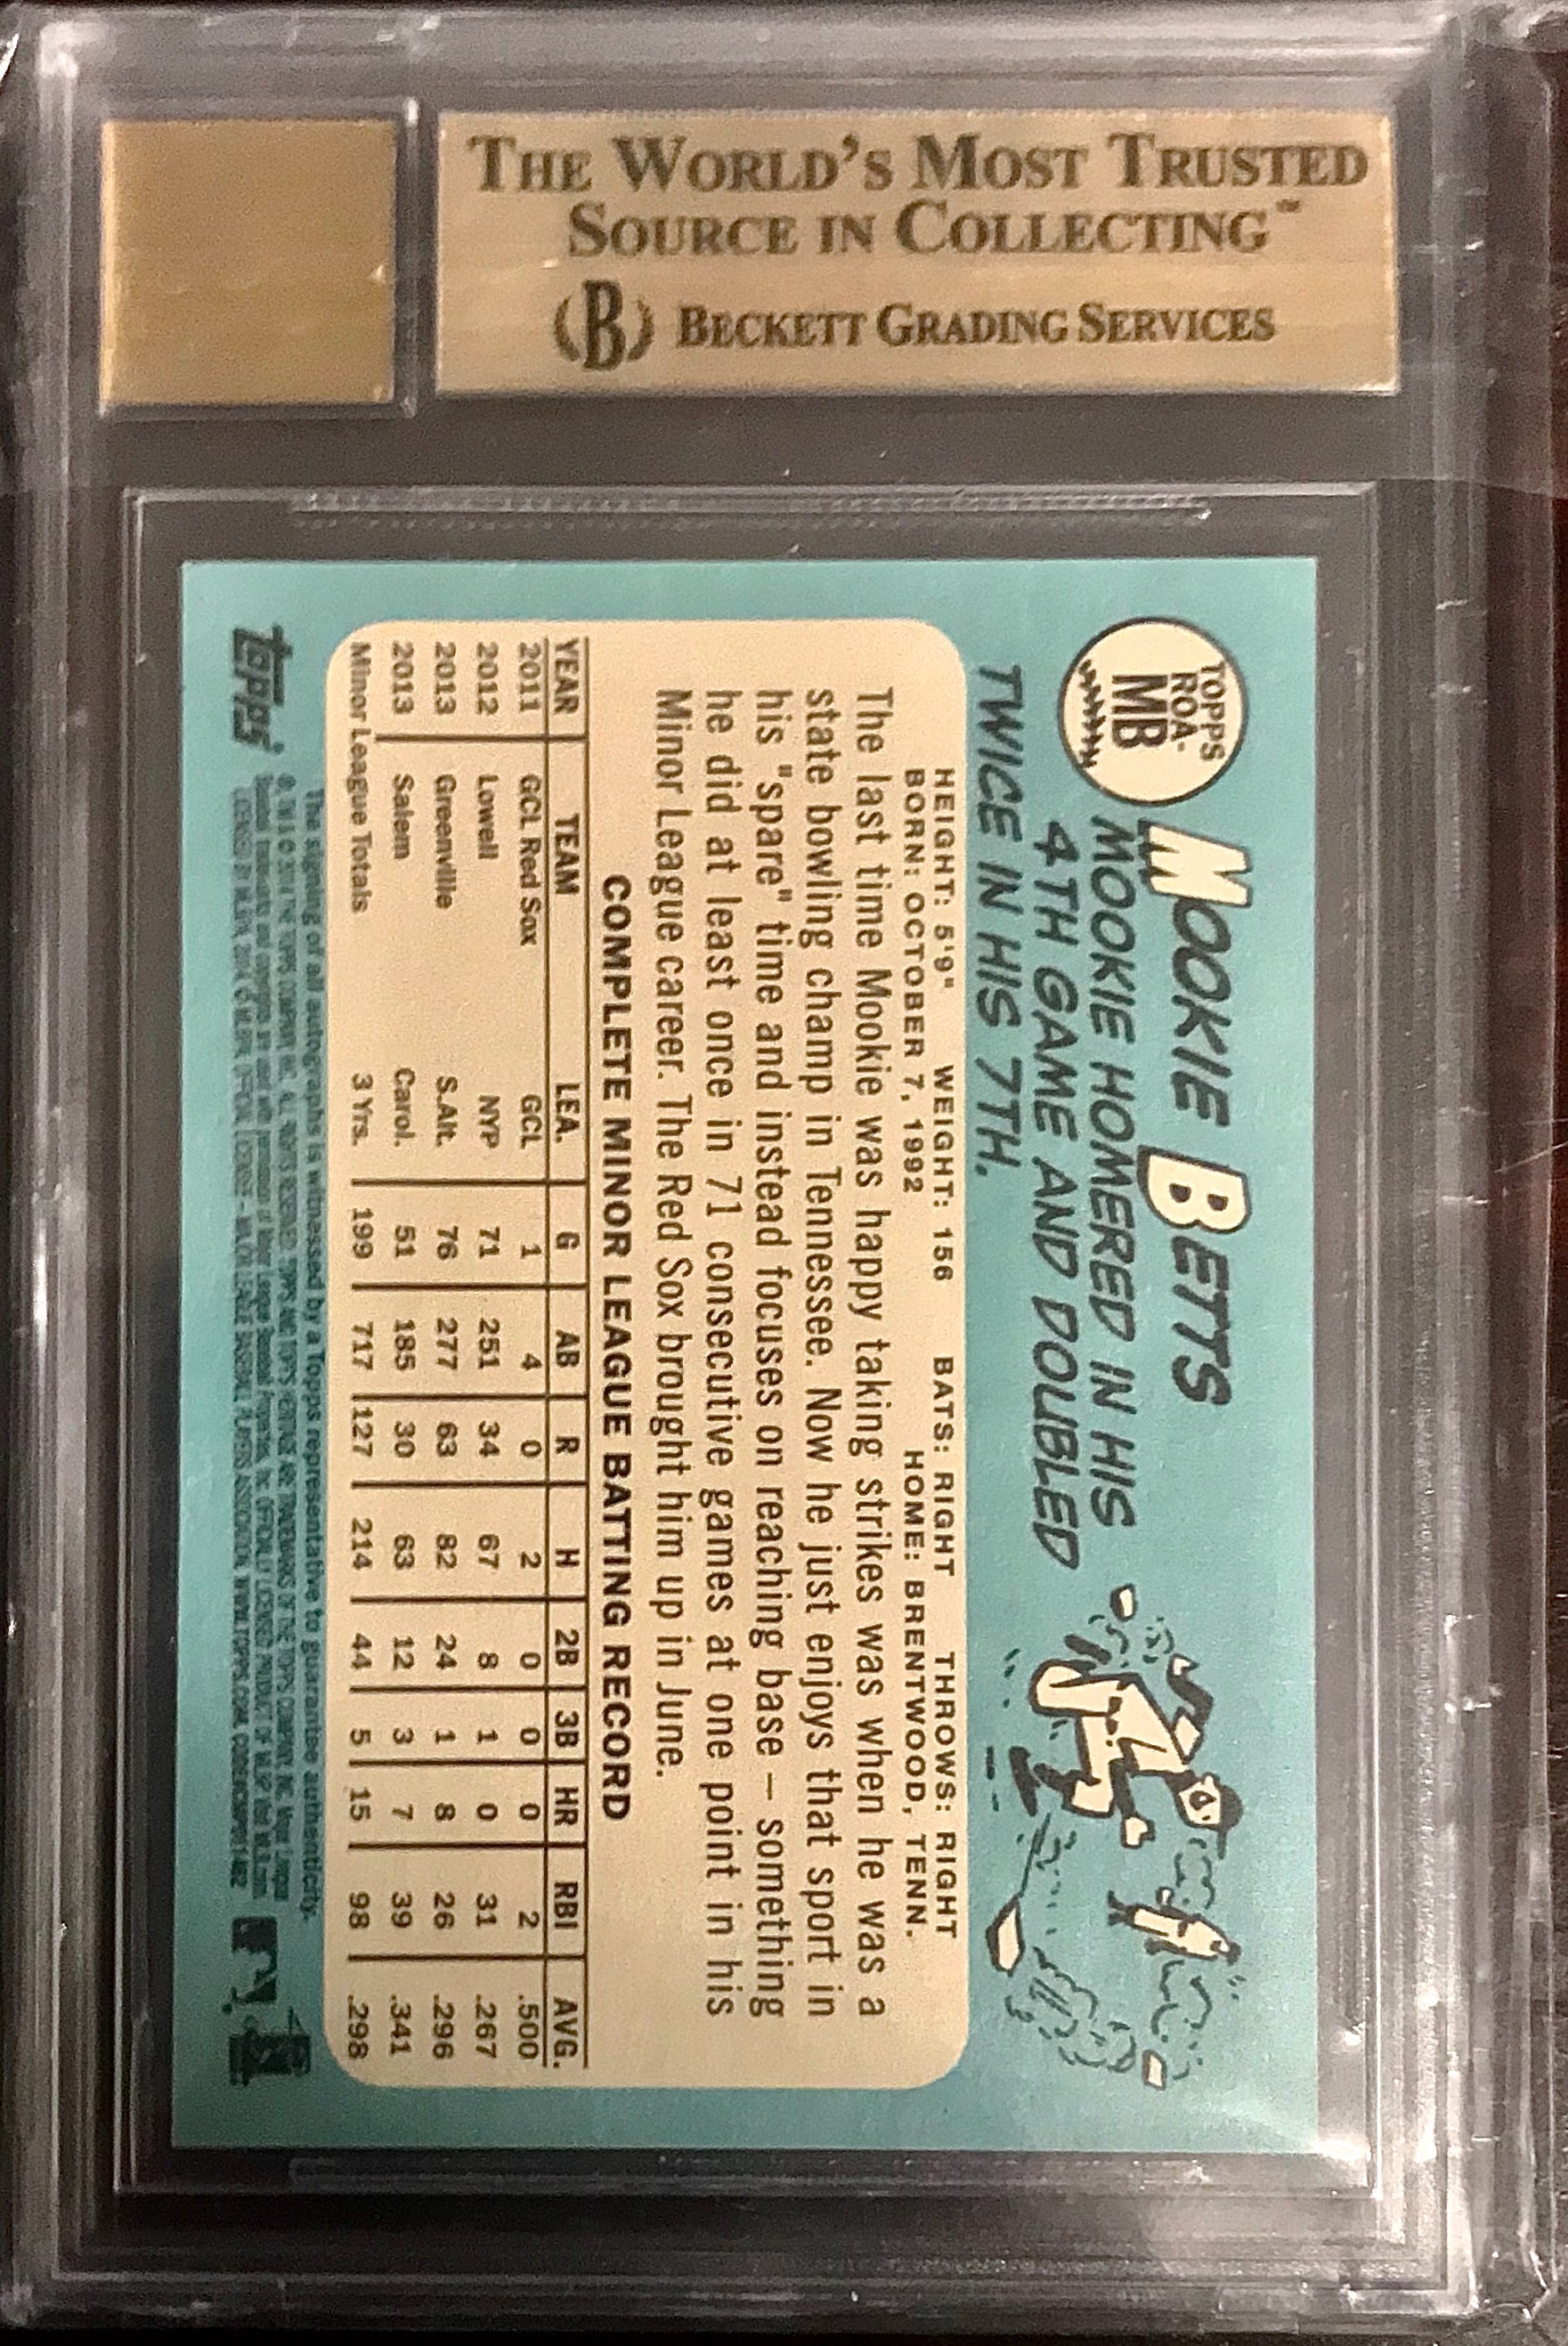 THE WORLD'S MOST TRUSTED
SOURCE IN COLLECTING™
B BECKETT GRADING SERVICES
TOPPS
ROA-
MB
MOOKIE BETTS
MOOKIE HOMERED IN HIS
4TH GAME AND DOUBLED
TWICE IN HIS 7TH.
HEIGHT: 5'9" WEIGHT: 156 BATS: RIGHT THROWS: RIGHT
BORN: OCTOBER 7, 1992 HOME: BRENTWOOD, TENN.
The last time Mookie was happy taking strikes was when he was a
state bowling champ in Tennessee. Now he just enjoys that sport in
his "spare" time and instead focuses on reaching base – something
he did at least once in 71 consecutive games at one point in his
Minor League career. The Red Sox brought him up in June.
COMPLETE MINOR LEAGUE BATTING RECORD
YEAR TEAM LEA. G AB R H 2B 3B HR RBI AVG.
2011 GCL Red Sox GCL 1 4 0 2 0 0 0 2 .500
2012 Lowell NYP 71 251 34 67 8 1 0 31 .267
2013 Greenville S.Atl. 76 277 63 82 24 1 8 26 .296
2013 Salem Carol. 51 185 30 63 12 3 7 39 .341
Minor League Totals 3 Yrs. 199 717 127 214 44 5 15 98 .298
The signing of all autographs is witnessed by a Topps representative to guarantee authenticity.
topps®